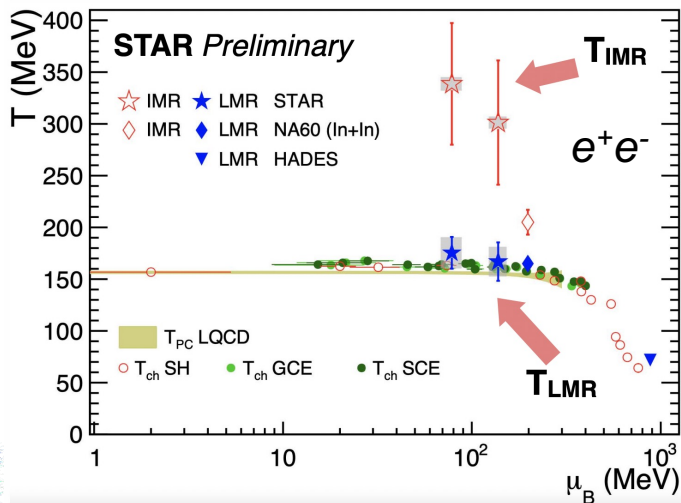 STAR Preliminary
IMR LMR STAR
IMR LMR NA60 (In+In)
LMR HADES
T_IMR
e⁺e⁻
T_LMR
T_PC LQCD
T_ch SH T_ch GCE T_ch SCE
T (MeV)
400
350
300
250
200
150
100
50
0
1 10 10² 10³
μ_B (MeV)